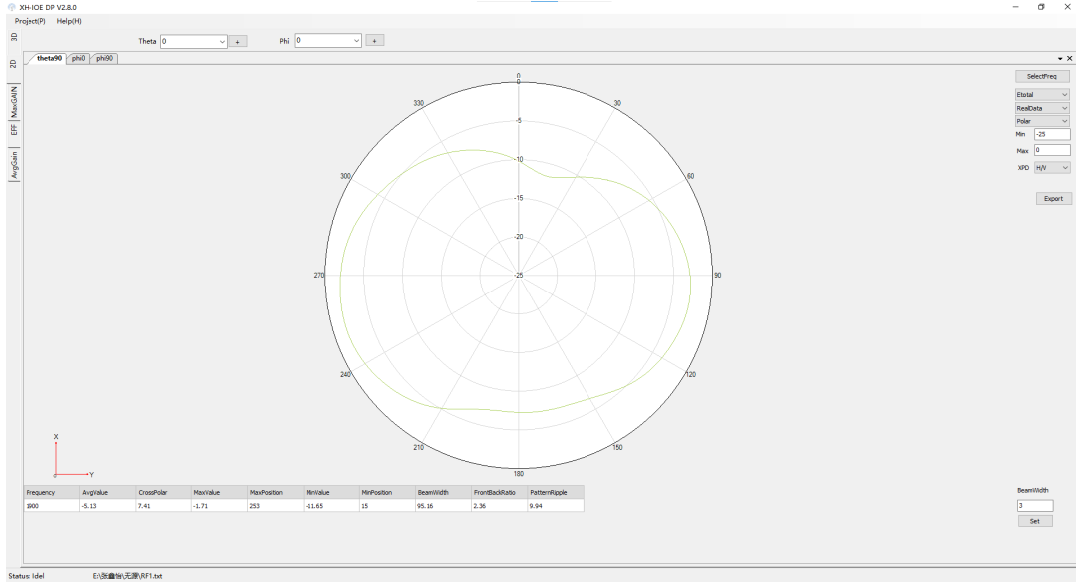 XH-IOE DP V2.8.0
Project(P) Help(H)
3D
2D
MaxGAIN
EFF
AvgGain
Theta 0 + Phi 0 +
theta90 phi0 phi90
0
0
30
60
90
120
150
180
210
240
270
300
330
-5
-10
-15
-20
-25
SelectFreq
Etotal
RealData
Polar
Min -25
Max 0
XPD H/V
Export
X
Y
Frequency AvgValue CrossPolar MaxValue MaxPosition MinValue MinPosition BeamWidth FrontBackRatio PatternRipple
-5.13 7.41 -1.71 253 -11.65 15 95.16 2.36 9.94
BeamWidth
3
Set
Status: Idel E:\张鑫怡\无源\RF1.txt